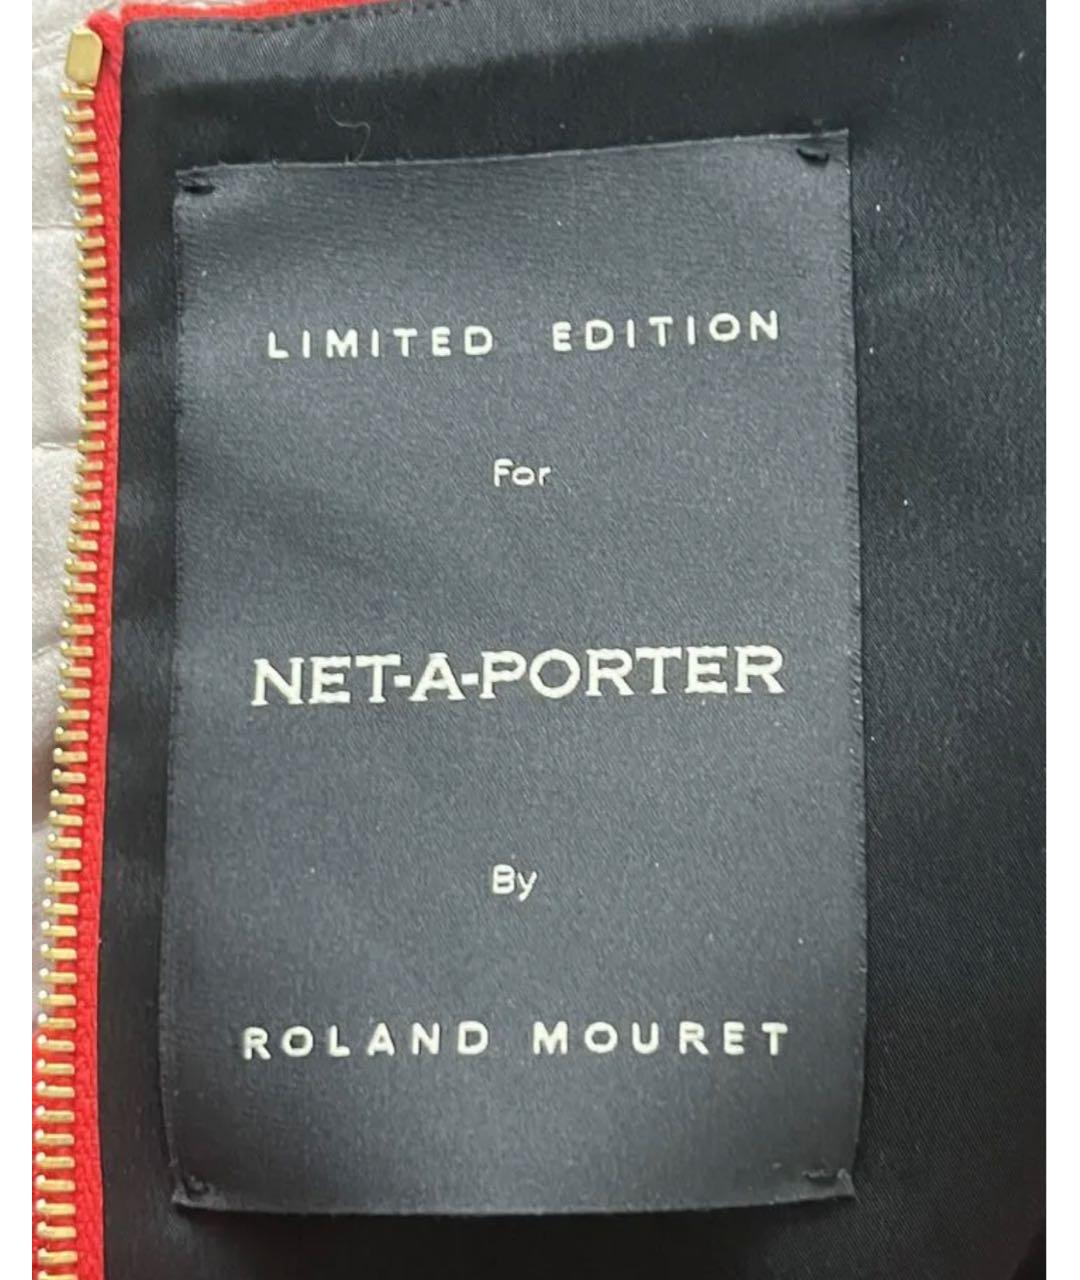 LIMITED EDITION
For
NET-A-PORTER
By
ROLAND MOURET